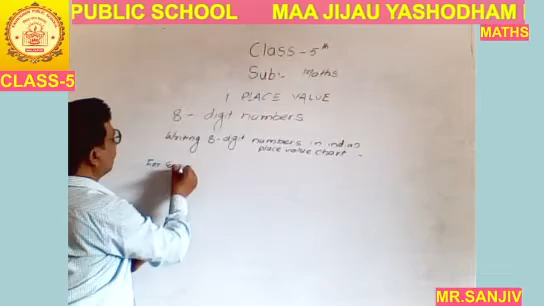 PUBLIC SCHOOL MAA JIJAU YASHODHAM
MATHS
CLASS-5
Class - 5th
Sub:- Maths
1 PLACE VALUE
8 - digit numbers
Writing 8-digit numbers in indian
place value chart -
For
MR.SANJIV